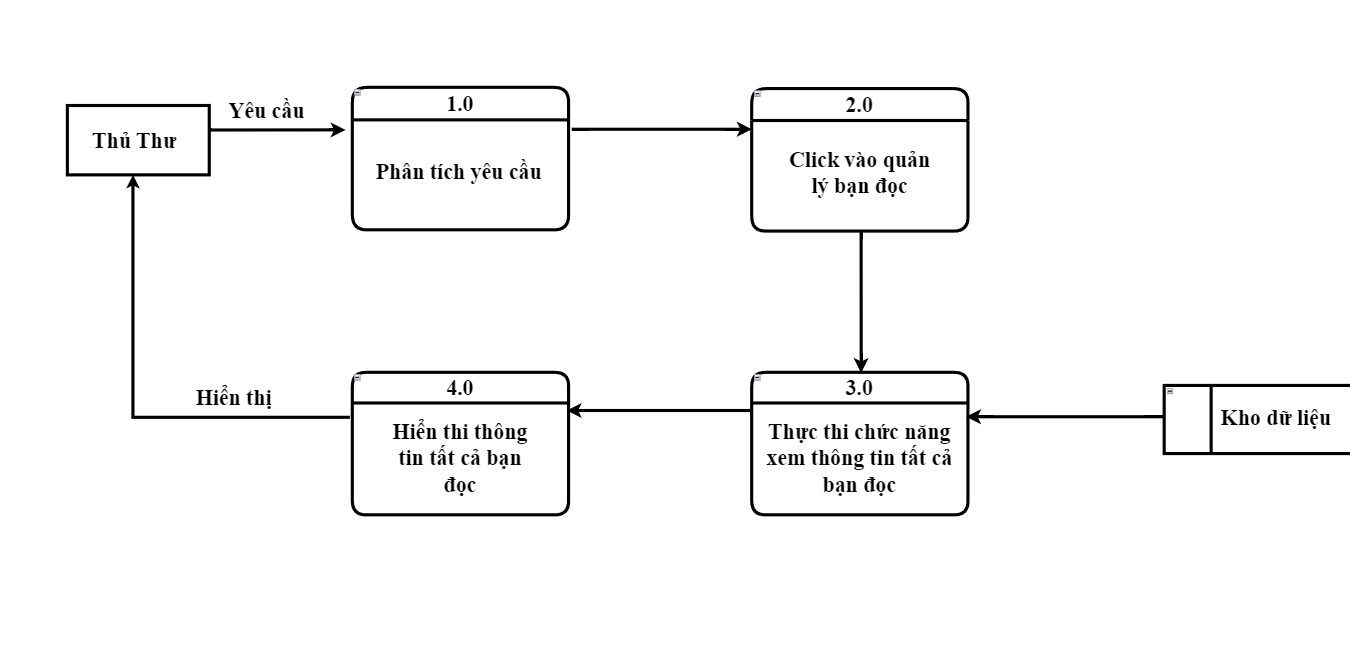 Thủ Thư
Yêu cầu
1.0
Phân tích yêu cầu
2.0
Click vào quản
lý bạn đọc
Hiển thị
4.0
Hiển thi thông
tin tất cả bạn
đọc
3.0
Thực thi chức năng
xem thông tin tất cả
bạn đọc
Kho dữ liệu